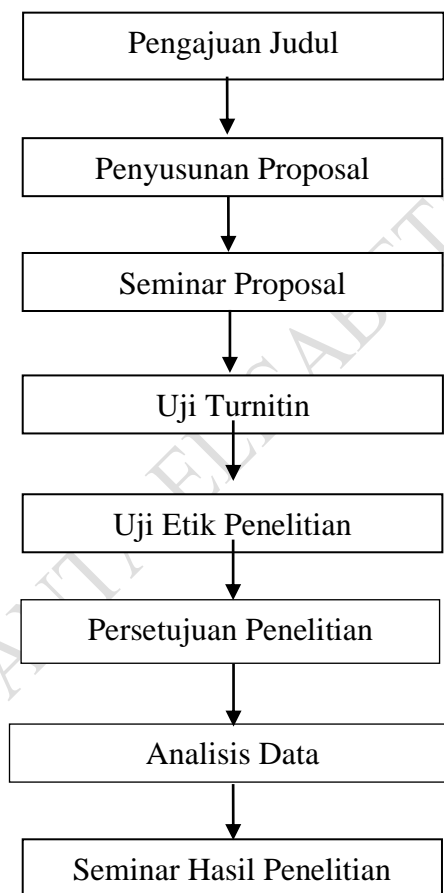 Pengajuan Judul
Penyusunan Proposal
Seminar Proposal
Uji Turnitin
Uji Etik Penelitian
Persetujuan Penelitian
Analisis Data
Seminar Hasil Penelitian